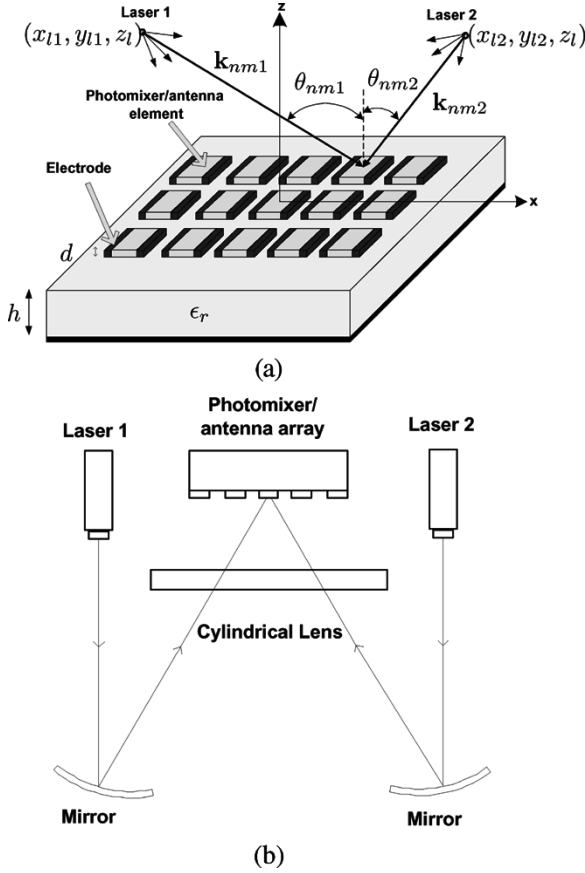 Laser 1
Laser 2
(x_{l1}, y_{l1}, z_l)
z
(x_{l2}, y_{l2}, z_l)
k_{nm1}
θ_{nm1}
θ_{nm2}
k_{nm2}
Photomixer/antenna
element
Electrode
x
d
h
ϵ_r
(a)
Photomixer/
antenna array
Laser 1
Laser 2
Cylindrical Lens
Mirror
Mirror
(b)